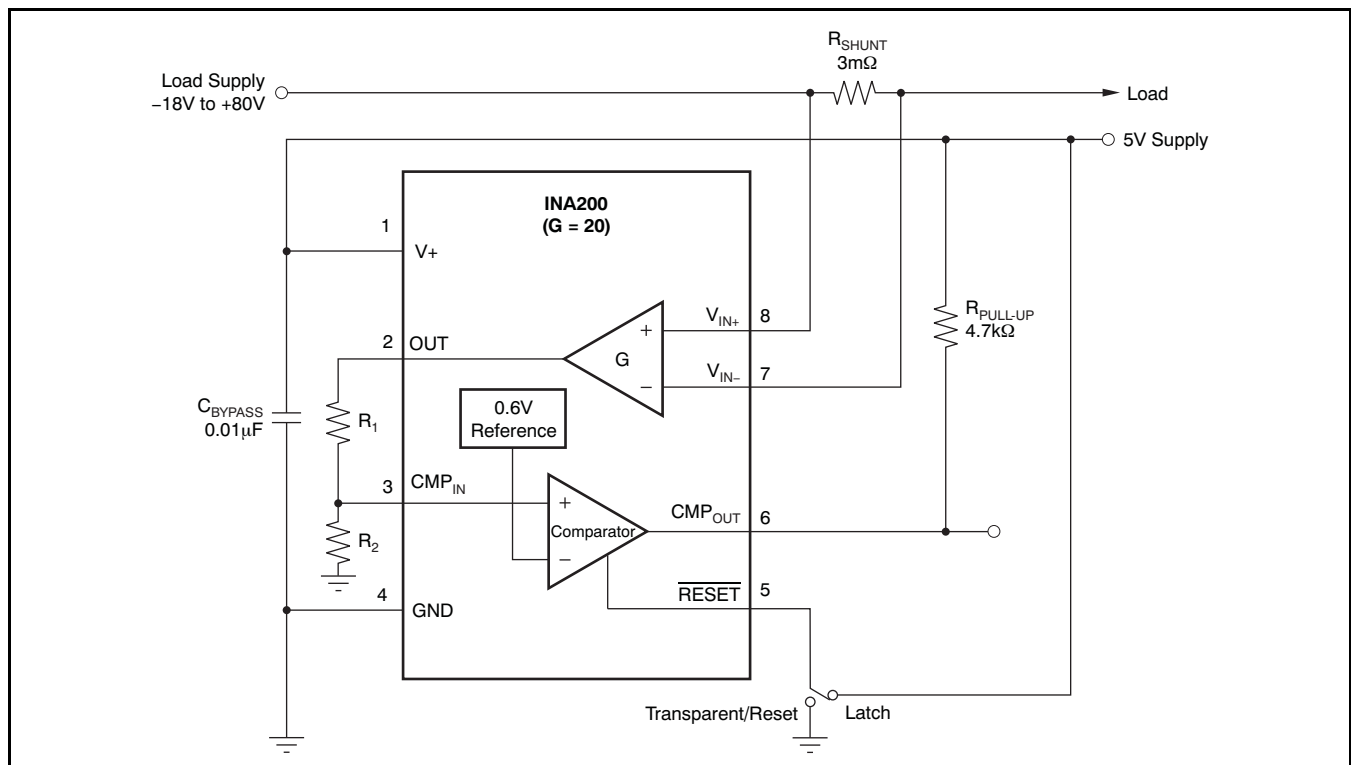 R_SHUNT
3mΩ
Load Supply
−18V to +80V
Load
5V Supply
INA200
(G = 20)
1
V+
V_IN+
8
R_PULL-UP
4.7kΩ
+
2
OUT
G
V_IN−
7
−
C_BYPASS
0.01μF
R_1
0.6V
Reference
3
CMP_IN
+
CMP_OUT
6
Comparator
R_2
−
RESET
5
4
GND
Transparent/Reset
Latch